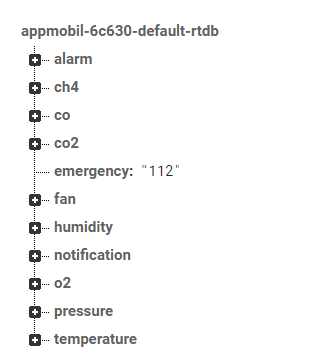 appmobil-6c630-default-rtdb
alarm
ch4
co
co2
emergency: "112"
fan
humidity
notification
o2
pressure
temperature